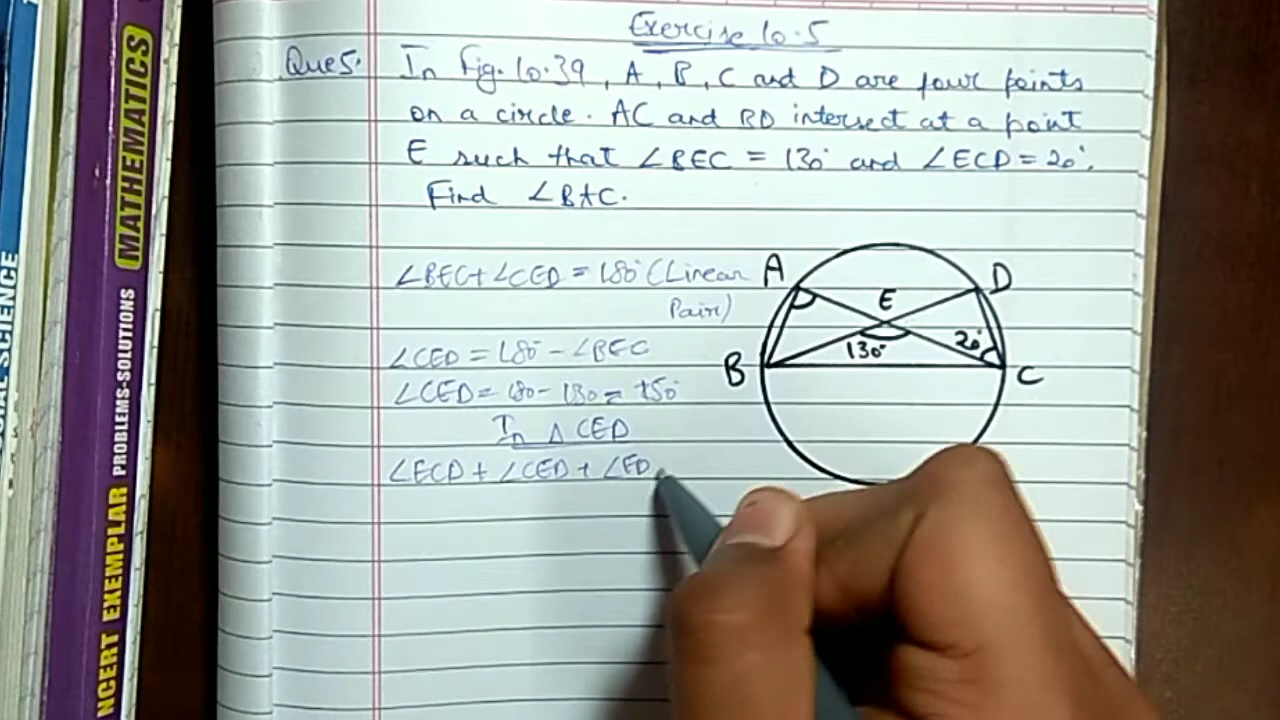 Exercise 10.5
Que 5. In Fig. 10.39, A, B, C and D are four points
on a circle. AC and BD intersect at a point
E such that ∠BEC = 130° and ∠ECD = 20°.
Find ∠BAC.
∠BEC + ∠CED = 180° (Linear
Pair)
∠CED = 180° - ∠BEC
∠CED = 180 - 130 = 50°
In △ CED
∠ECD + ∠CED + ∠ED
A
D
E
130°
20°
B
C
MATHEMATICS
NCERT EXEMPLAR PROBLEMS-SOLUTIONS
SCIENCE